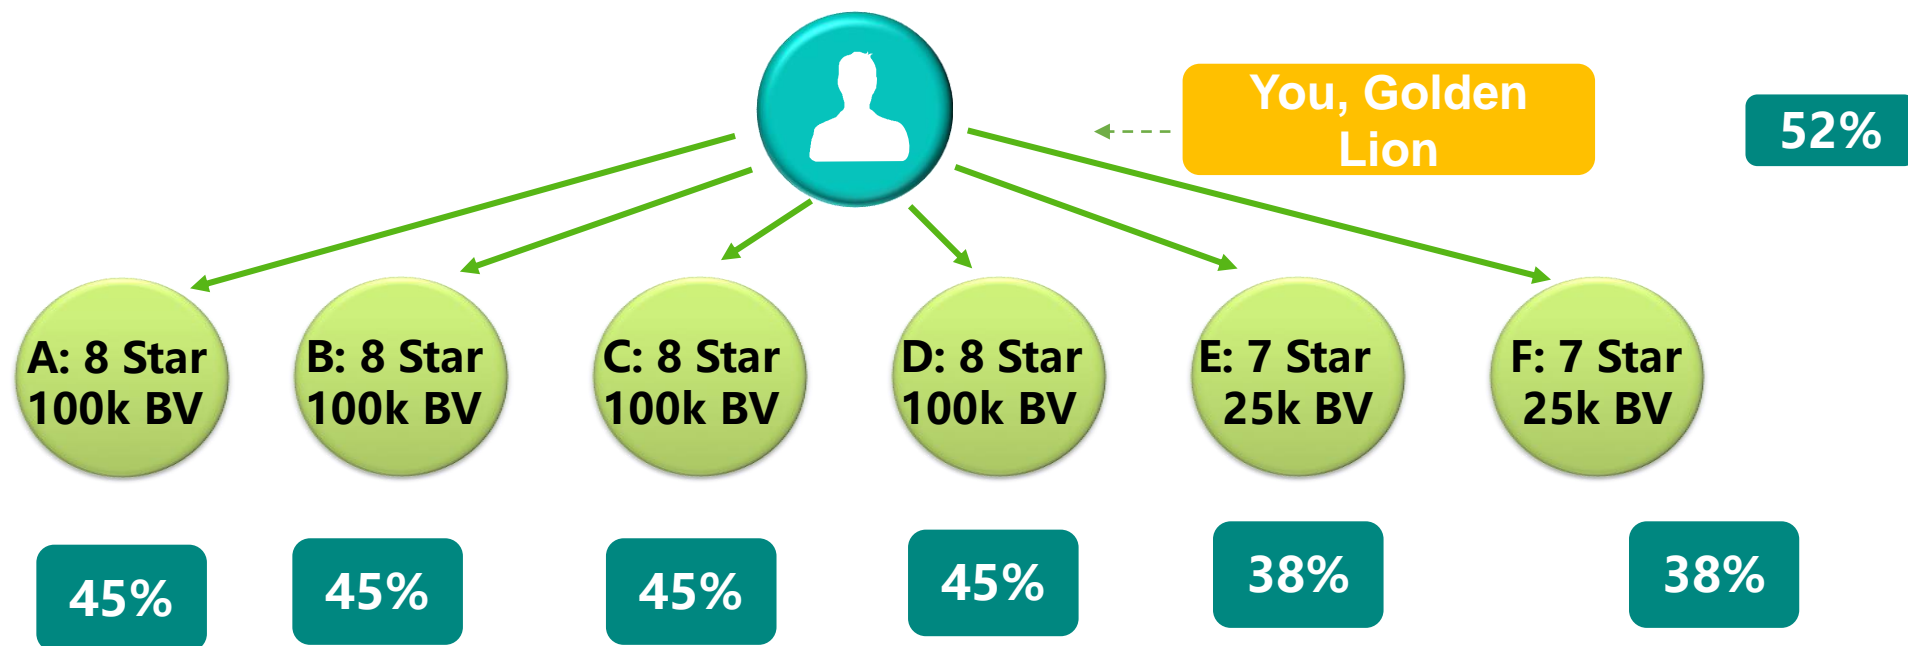 You, Golden
Lion
52%
A: 8 Star
100k BV
B: 8 Star
100k BV
C: 8 Star
100k BV
D: 8 Star
100k BV
E: 7 Star
25k BV
F: 7 Star
25k BV
45%
45%
45%
45%
38%
38%